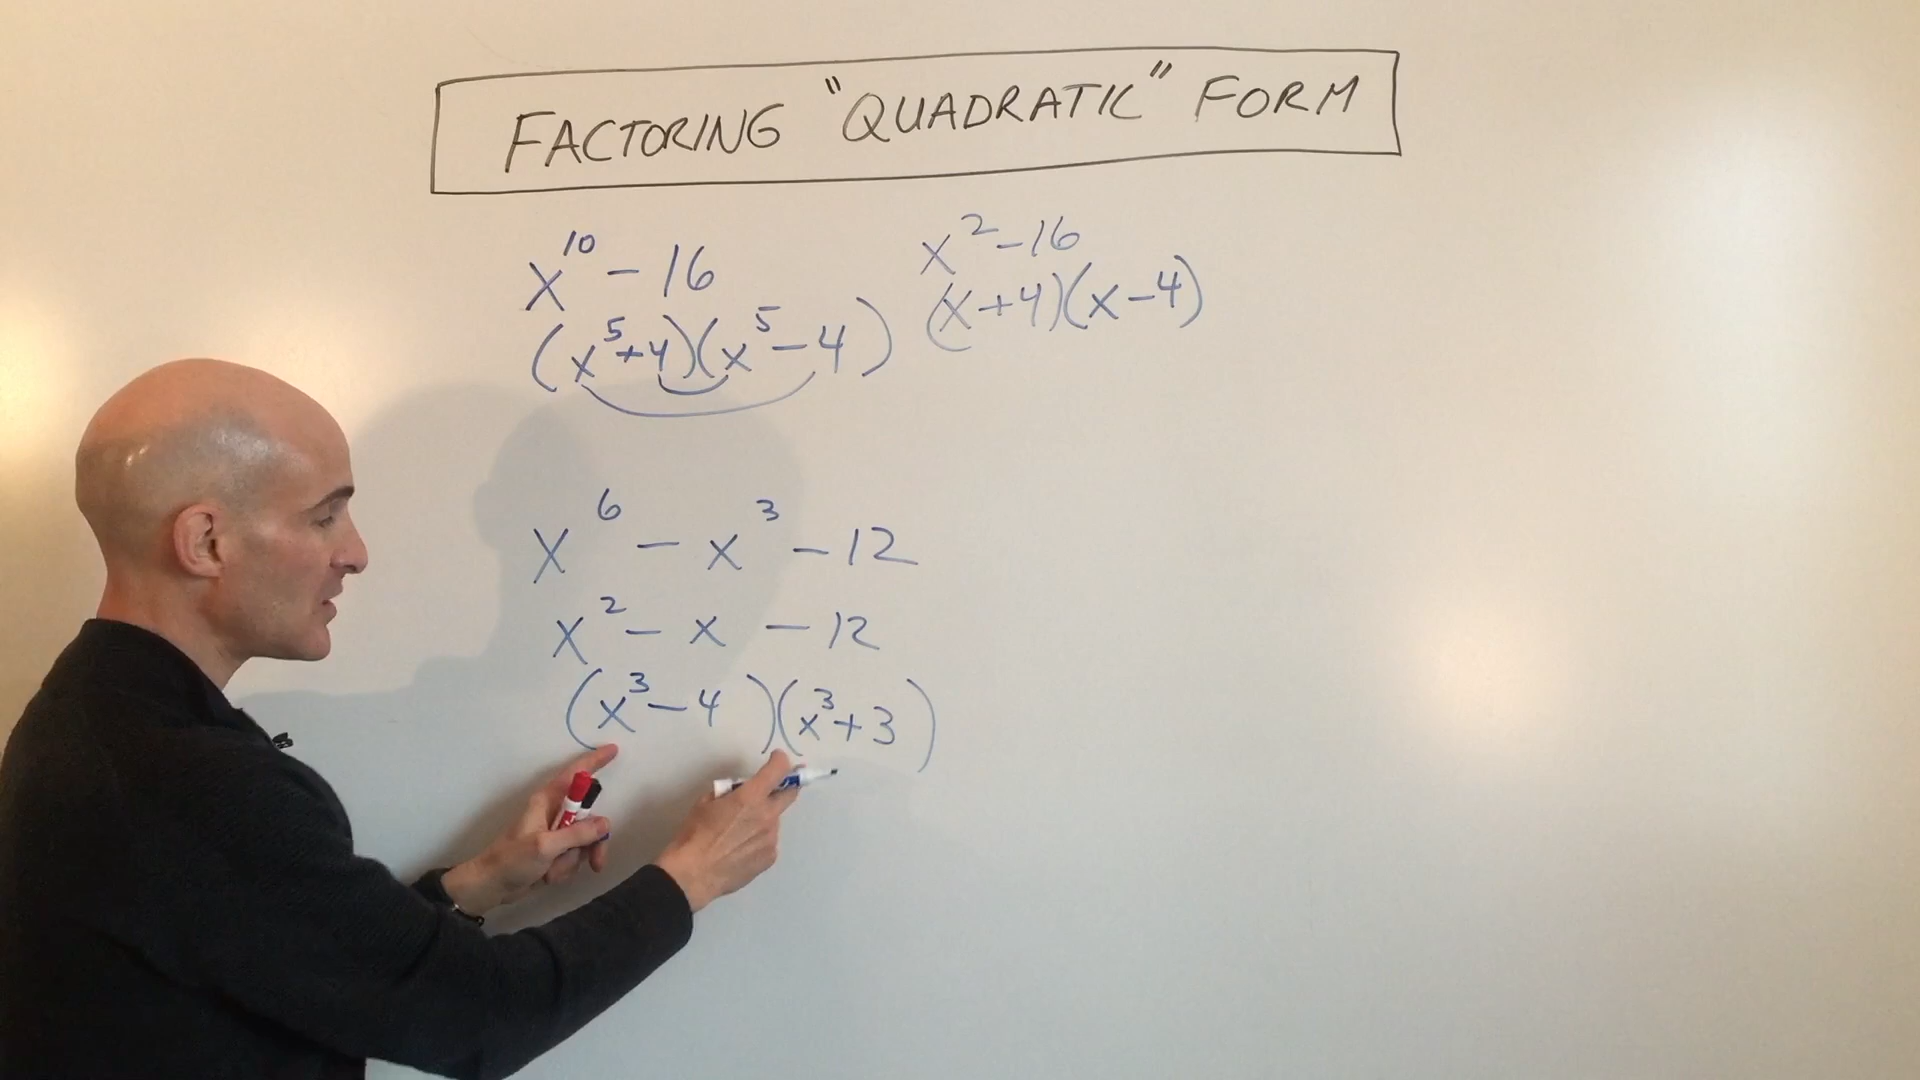 FACTORING "QUADRATIC" FORM
x¹⁰ - 16
(x⁵+4)(x⁵-4)
x²-16
(x+4)(x-4)
x⁶ - x³ - 12
x² - x - 12
(x³-4)(x³+3)